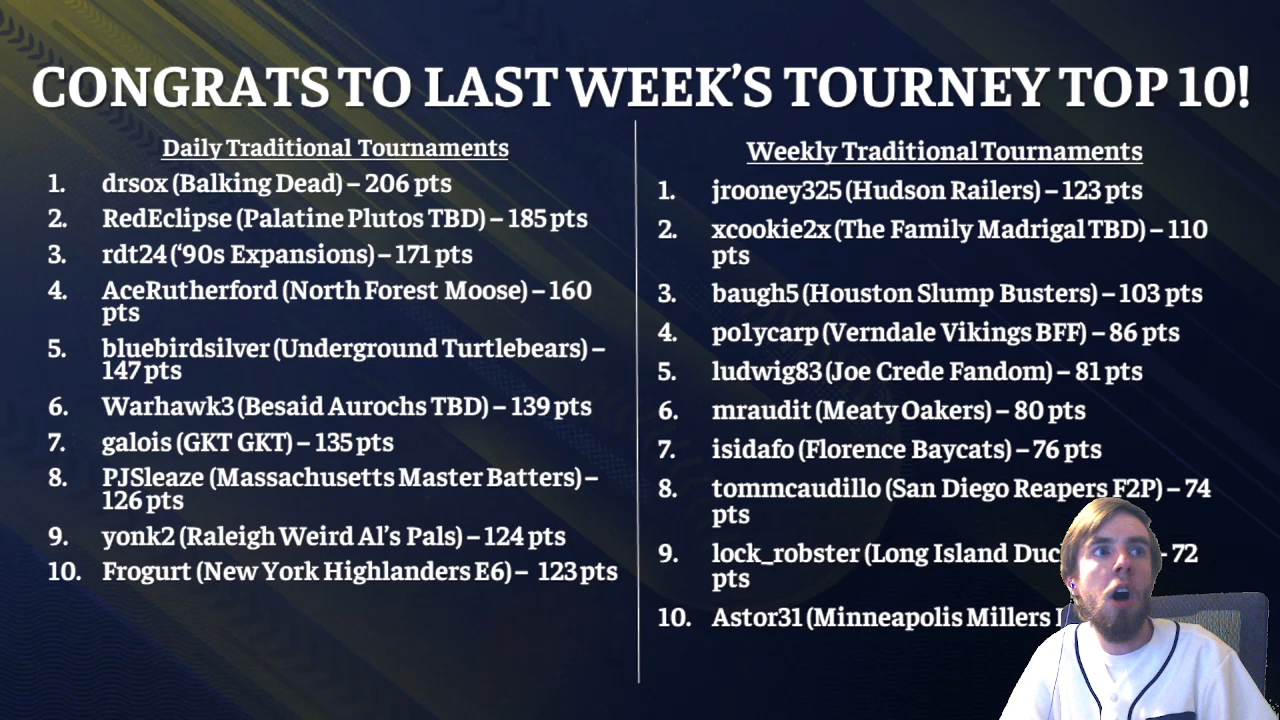 CONGRATS TO LAST WEEK’S TOURNEY TOP 10!
Daily Traditional Tournaments
1. drsox (Balking Dead) – 206 pts
2. RedEclipse (Palatine Plutos TBD) – 185 pts
3. rdt24 (‘90s Expansions) – 171 pts
4. AceRutherford (North Forest Moose) – 160
pts
5. bluebirdsilver (Underground Turtlebears) –
147 pts
6. Warhawk3 (Besaid Aurochs TBD) – 139 pts
7. galois (GKT GKT) – 135 pts
8. PJSleaze (Massachusetts Master Batters) –
126 pts
9. yonk2 (Raleigh Weird Al’s Pals) – 124 pts
10. Frogurt (New York Highlanders E6) – 123 pts
Weekly Traditional Tournaments
1. jrooney325 (Hudson Railers) – 123 pts
2. xcookie2x (The Family Madrigal TBD) – 110
pts
3. baugh5 (Houston Slump Busters) – 103 pts
4. po1ycarp (Verndale Vikings BFF) – 86 pts
5. ludwig83 (Joe Crede Fandom) – 81 pts
6. mraudit (Meaty Oakers) – 80 pts
7. isidafo (Florence Baycats) – 76 pts
8. tommcaudillo (San Diego Reapers F2P) – 74
pts
9. lock_robster (Long Island Duc - 72
pts
10. Astor31 (Minneapolis Millers